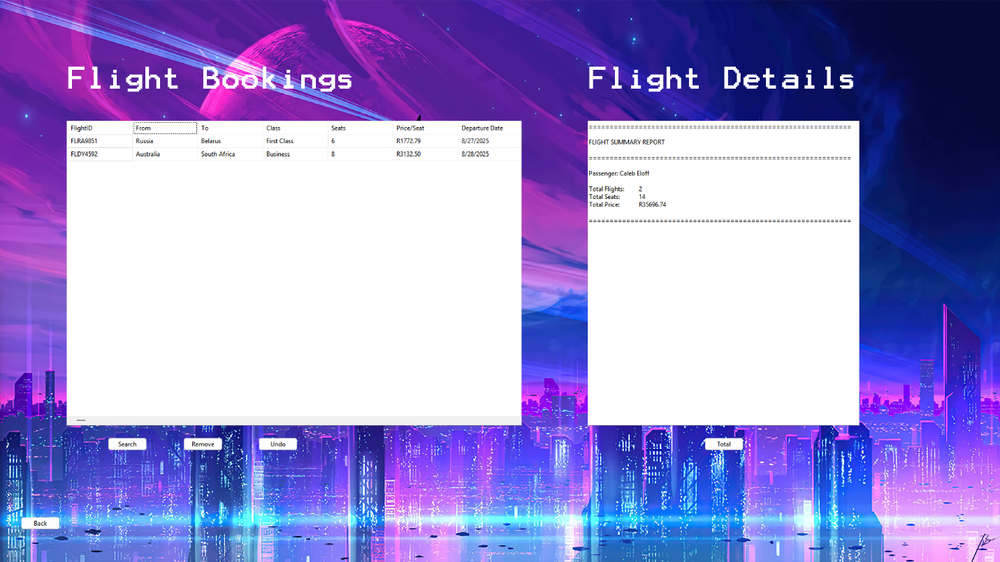 Flight Bookings
Flight Details
FlightID From To Class Seats Price/Seat Departure Date
FLRA9851 Russia Belarus First Class 6 R1772.79 8/27/2025
FLDY4592 Australia South Africa Business 8 R3132.50 8/28/2025
================================================================
FLIGHT SUMMARY REPORT
================================================================
Passenger: Caleb Eloff
Total Flights: 2
Total Seats: 14
Total Price: R35696.74
================================================================
Search Remove Undo
Total
Back